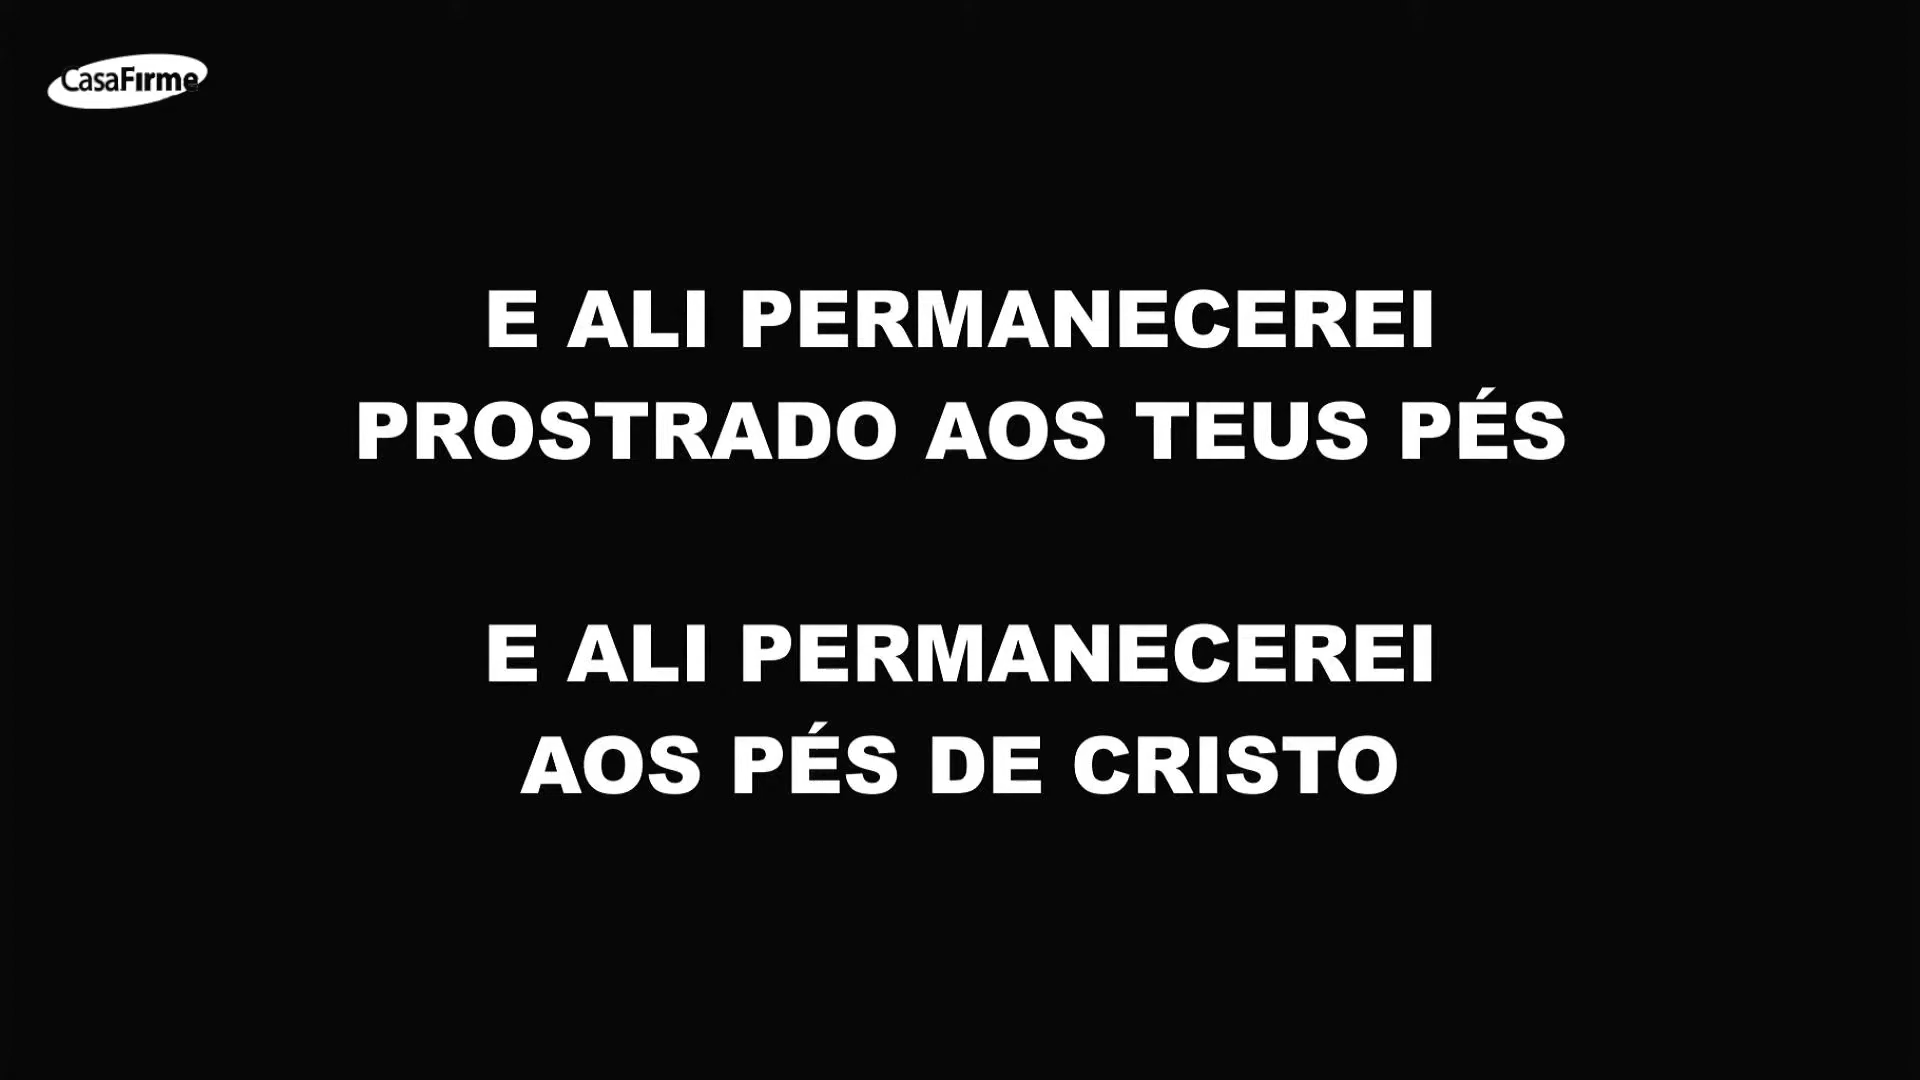 CasaFirme
E ALI PERMANECEREI
PROSTRADO AOS TEUS PÉS
E ALI PERMANECEREI
AOS PÉS DE CRISTO